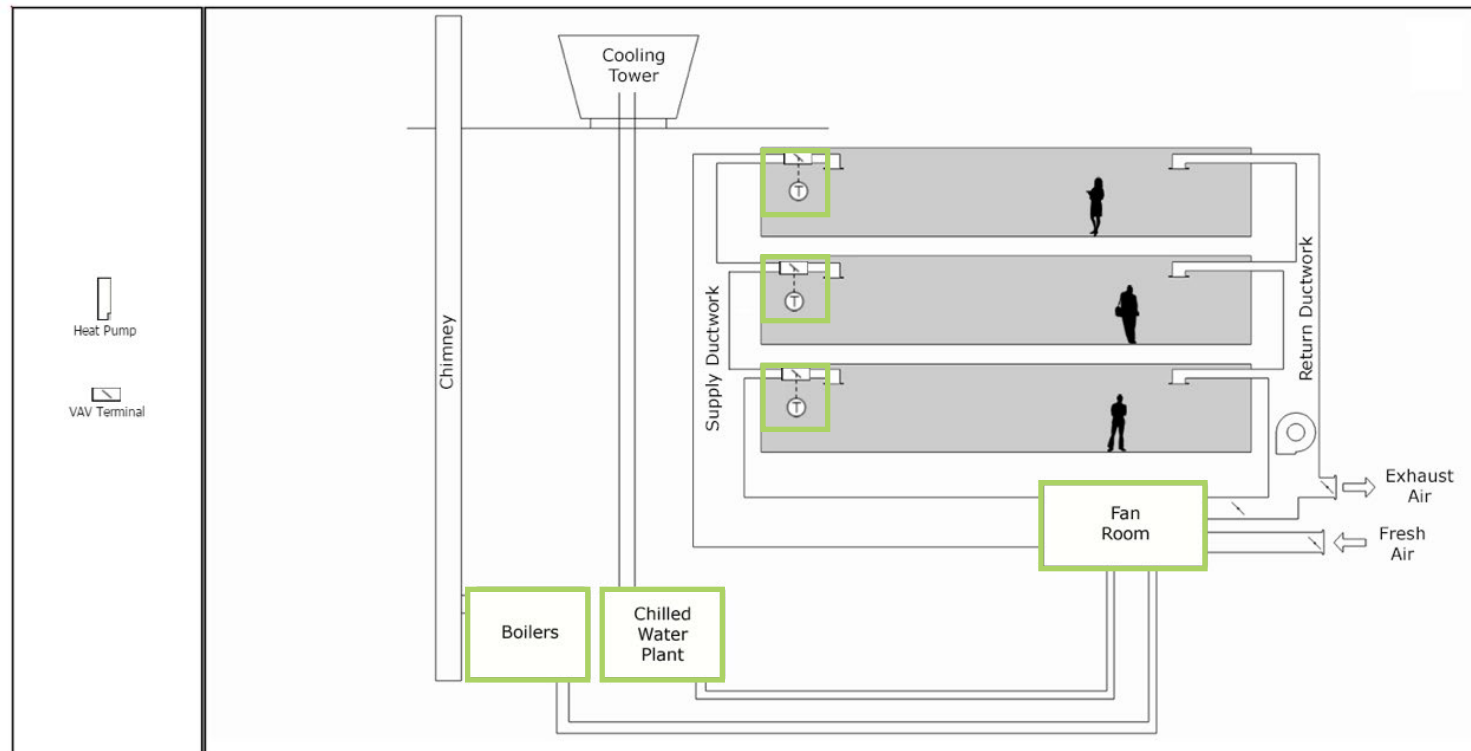 Heat Pump
VAV Terminal
Chimney
Cooling
Tower
T
T
T
Supply Ductwork
Return Ductwork
Exhaust
Air
Fresh
Air
Fan
Room
Boilers
Chilled
Water
Plant